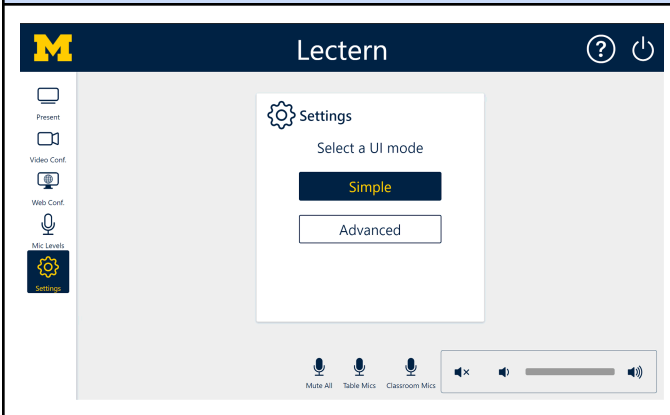 M
Lectern
?
Present
Video Conf.
Web Conf.
Mic Levels
Settings
Settings
Select a UI mode
Simple
Advanced
Mute All
Table Mics
Classroom Mics